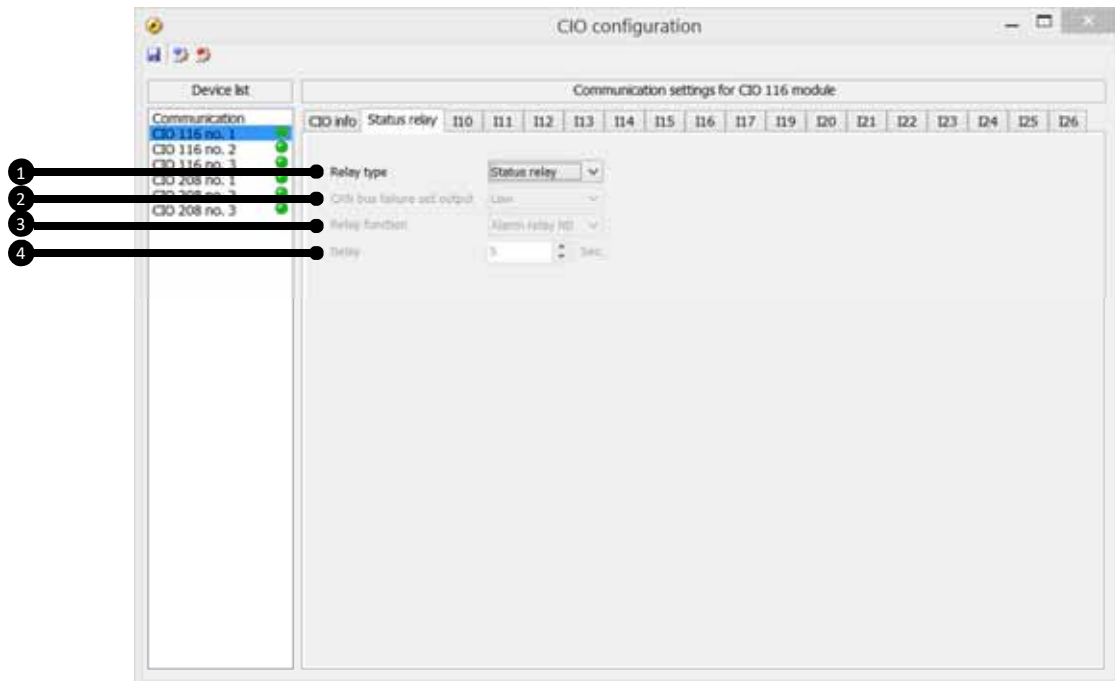 CIO configuration
Device list
Communication settings for CIO 116 module
Communication
CIO 116 no. 1
CIO 116 no. 2
CIO 116 no. 3
CIO 208 no. 1
CIO 208 no. 2
CIO 208 no. 3
CIO info Status relay I10 I11 I12 I13 I14 I15 I16 I17 I19 I20 I21 I22 I23 I24 I25 I26
1 Relay type Status relay
2 CAN bus failure set output Low
3 Relay function Alarm relay ND
4 Delay 5 Sec.